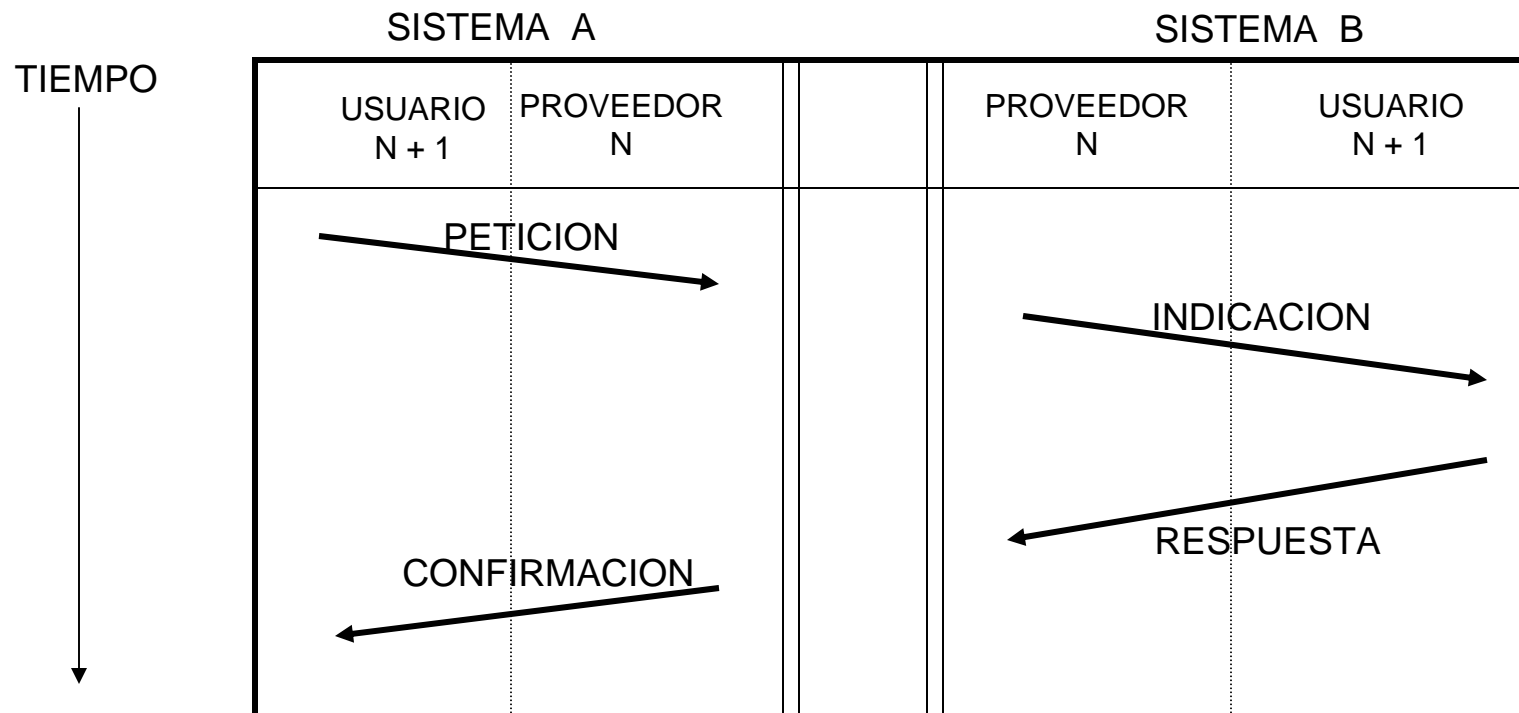 SISTEMA A
SISTEMA B
TIEMPO
USUARIO
N + 1
PROVEEDOR
N
PROVEEDOR
N
USUARIO
N + 1
PETICION
INDICACION
RESPUESTA
CONFIRMACION